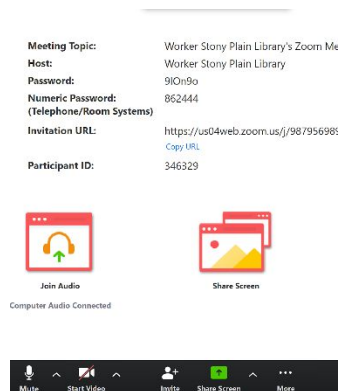 Meeting Topic: Worker Stony Plain Library's Zoom Me
Host: Worker Stony Plain Library
Password: 9lOn9o
Numeric Password: 862444
(Telephone/Room Systems)
Invitation URL: https://us04web.zoom.us/j/987956989
Copy URL
Participant ID: 346329
Join Audio Share Screen
Computer Audio Connected
Mute Start Video Invite Share Screen More